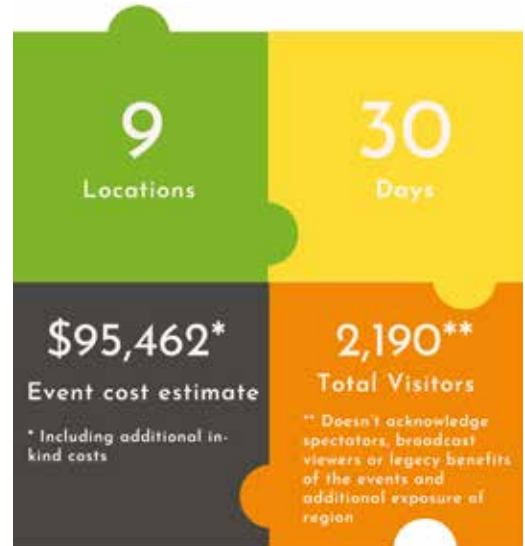 9
Locations
30
Days
$95,462*
Event cost estimate
* Including additional in-
kind costs
2,190**
Total Visitors
** Doesn't acknowledge
spectators, broadcast
viewers or legacy benefits
of the events and
additional exposure of
region